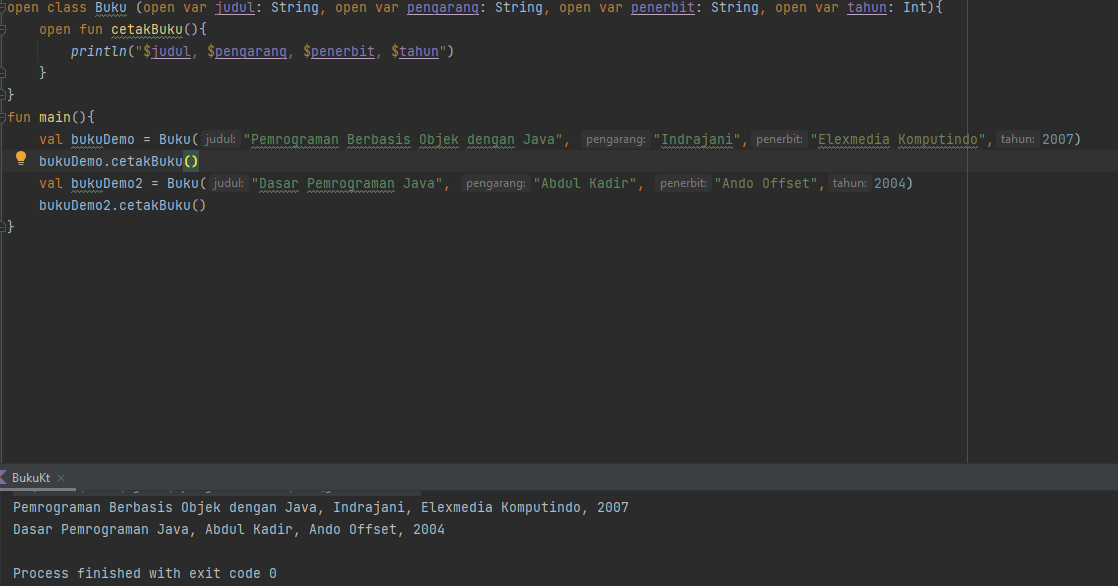 open class Buku (open var judul: String, open var pengarang: String, open var penerbit: String, open var tahun: Int){
    open fun cetakBuku(){
        println("$judul, $pengarang, $penerbit, $tahun")
    }
}
fun main(){
    val bukuDemo = Buku( judul: "Pemrograman Berbasis Objek dengan Java", pengarang: "Indrajani", penerbit: "Elexmedia Komputindo", tahun: 2007)
    bukuDemo.cetakBuku()
    val bukuDemo2 = Buku( judul: "Dasar Pemrograman Java", pengarang: "Abdul Kadir", penerbit: "Ando Offset", tahun: 2004)
    bukuDemo2.cetakBuku()
}
BukuKt
Pemrograman Berbasis Objek dengan Java, Indrajani, Elexmedia Komputindo, 2007
Dasar Pemrograman Java, Abdul Kadir, Ando Offset, 2004
Process finished with exit code 0